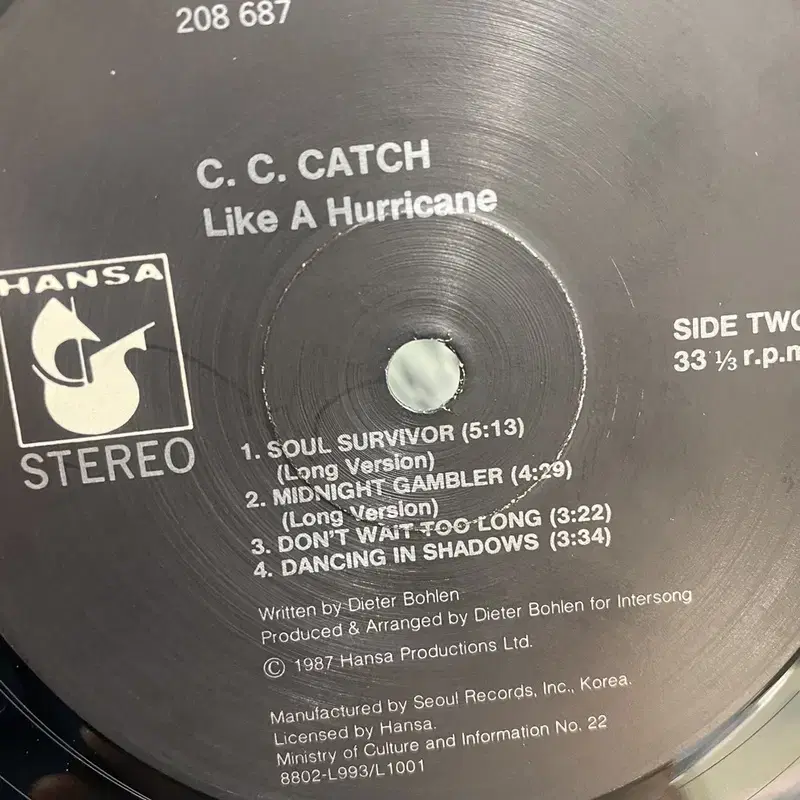 208 687
C. C. CATCH
Like A Hurricane
HANSA
STEREO
SIDE TWO
33 ⅓ r.p.m
1. SOUL SURVIVOR (5:13)
(Long Version)
2. MIDNIGHT GAMBLER (4:29)
(Long Version)
3. DON'T WAIT TOO LONG (3:22)
4. DANCING IN SHADOWS (3:34)
Written by Dieter Bohlen
Produced & Arranged by Dieter Bohlen for Intersong
© 1987 Hansa Productions Ltd.
Manufactured by Seoul Records, Inc., Korea.
Licensed by Hansa.
Ministry of Culture and Information No. 22
8802-L993/L1001